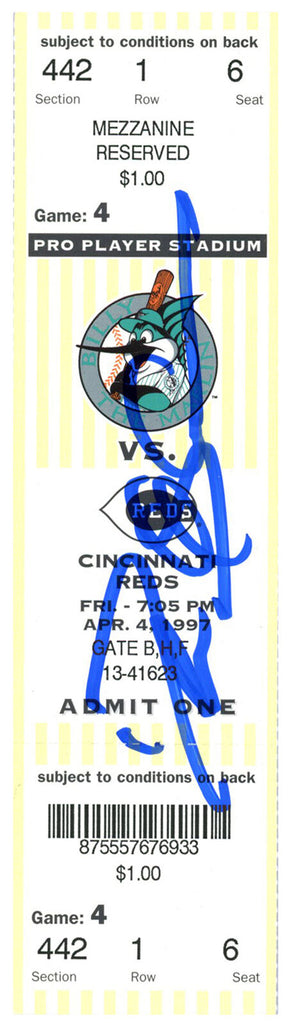 subject to conditions on back
442 1 6
Section Row Seat
MEZZANINE
RESERVED
$1.00
Game: 4
PRO PLAYER STADIUM
BILLY
THE MARLIN
™
VS.
REDS
®
CINCINNATI
REDS
FRI. - 7:05 PM
APR. 4, 1997
GATE B,H,F
13-41623
ADMIT ONE
subject to conditions on back
875557676933
$1.00
Game: 4
442 1 6
Section Row Seat